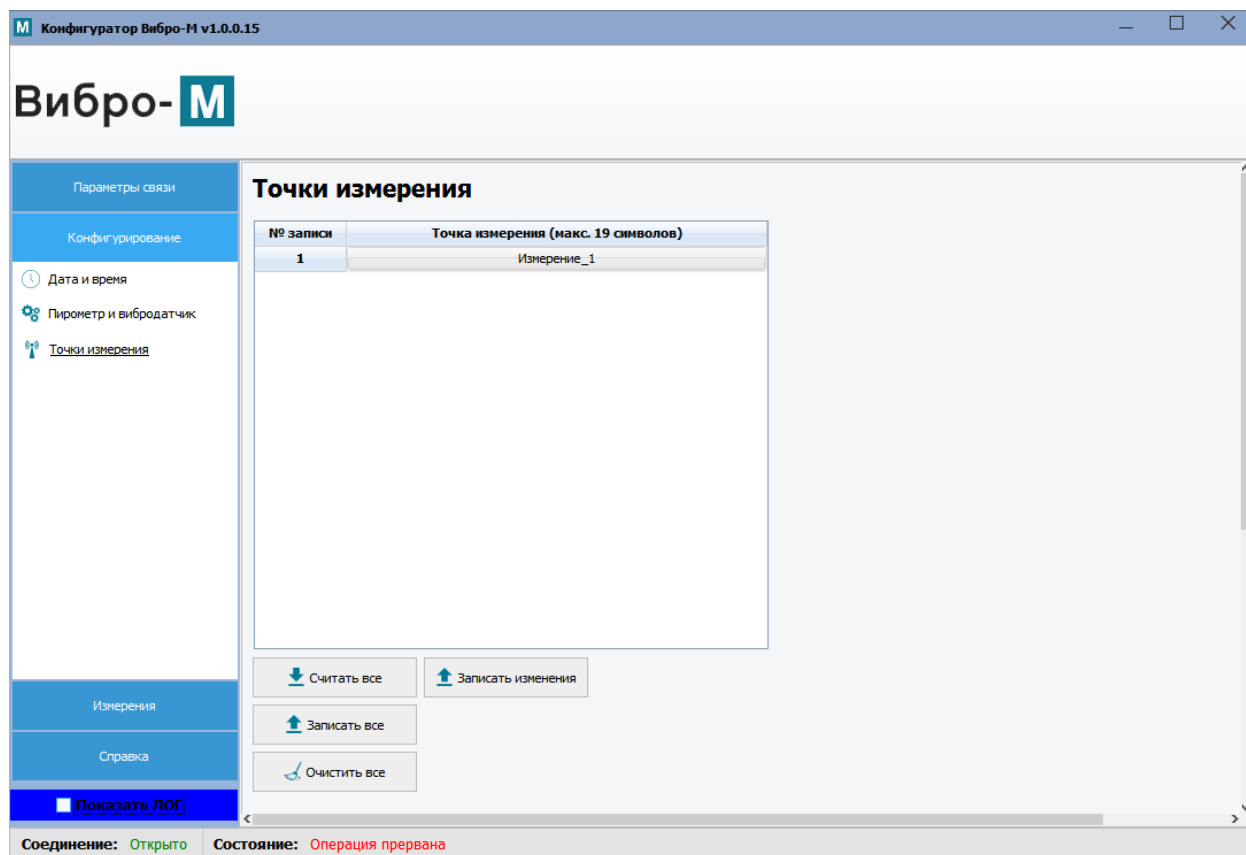 M Конфигуратор Вибро-М v1.0.0.15
Вибро- М
Параметры связи
Конфигурирование
Дата и время
Пирометр и вибродатчик
Точки измерения
Измерения
Справка
Показать ЛОГ
Точки измерения
№ записи Точка измерения (макс. 19 символов)
1 Измерение_1
Считать все Записать изменения
Записать все
Очистить все
Соединение: Открыто Состояние: Операция прервана